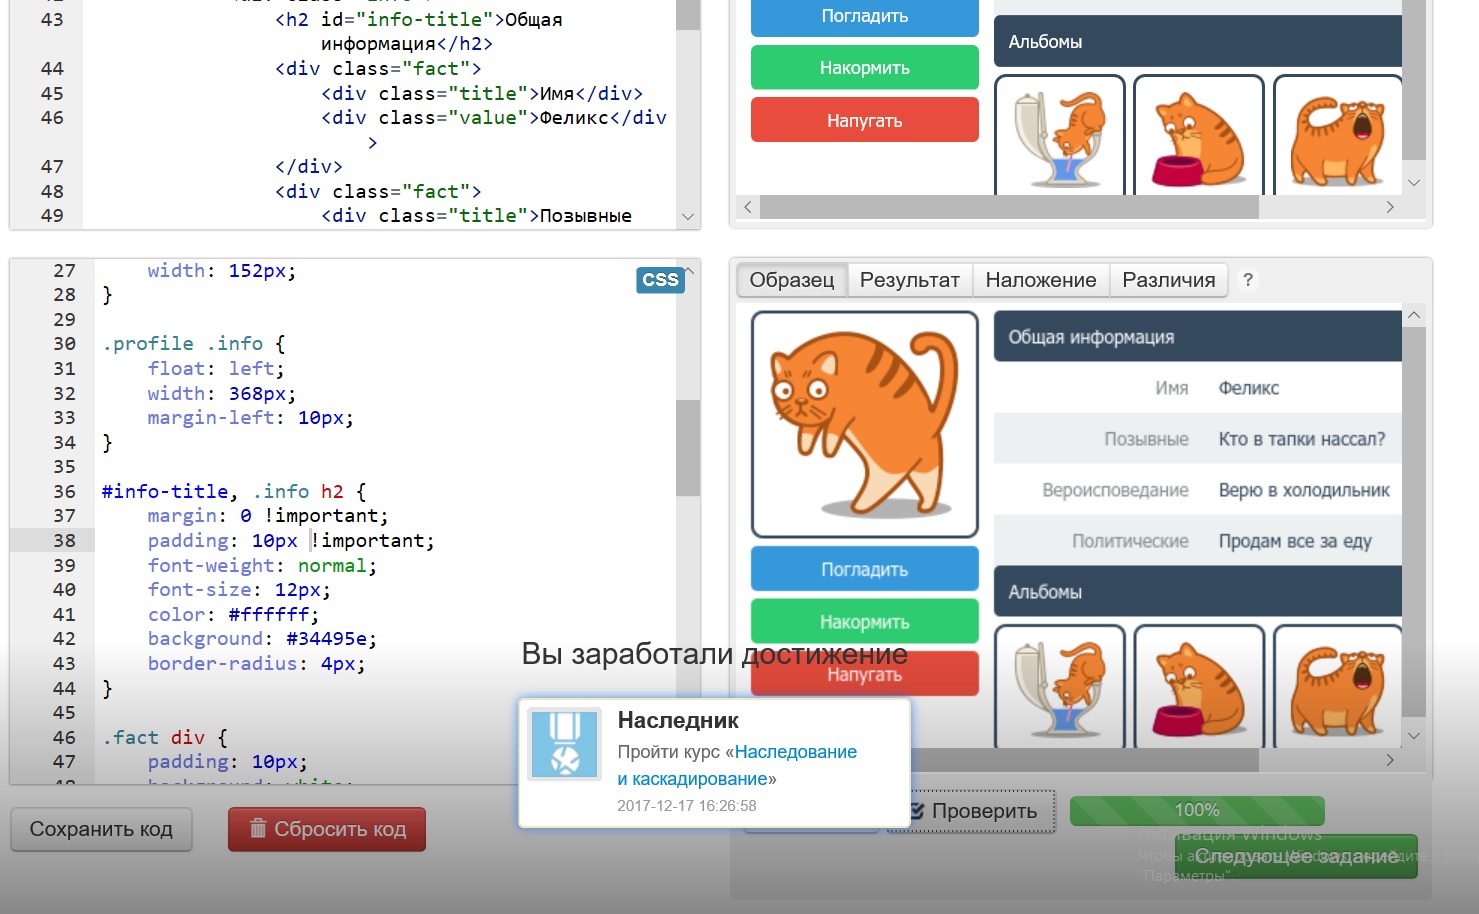 43 <h2 id="info-title">Общая
информация</h2>
44 <div class="fact">
45 <div class="title">Имя</div>
46 <div class="value">Феликс</div
>
47 </div>
48 <div class="fact">
49 <div class="title">Позывные
Погладить
Накормить
Напугать
Альбомы
CSS
27 width: 152px;
28 }
29
30 .profile .info {
31 float: left;
32 width: 368px;
33 margin-left: 10px;
34 }
35
36 #info-title, .info h2 {
37 margin: 0 !important;
38 padding: 10px !important;
39 font-weight: normal;
40 font-size: 12px;
41 color: #ffffff;
42 background: #34495e;
43 border-radius: 4px;
44 }
45
46 .fact div {
47 padding: 10px;
Образец Результат Наложение Различия ?
Общая информация
Имя Феликс
Позывные Кто в тапки нассал?
Вероисповедание Верю в холодильник
Политические Продам все за еду
Альбомы
Погладить
Накормить
Напугать
Вы заработали достижение
Наследник
Пройти курс «Наследование
и каскадирование»
2017-12-17 16:26:58
Сохранить код
Сбросить код
Проверить
100%
Следующее задание
Активация Windows
"Параметры".